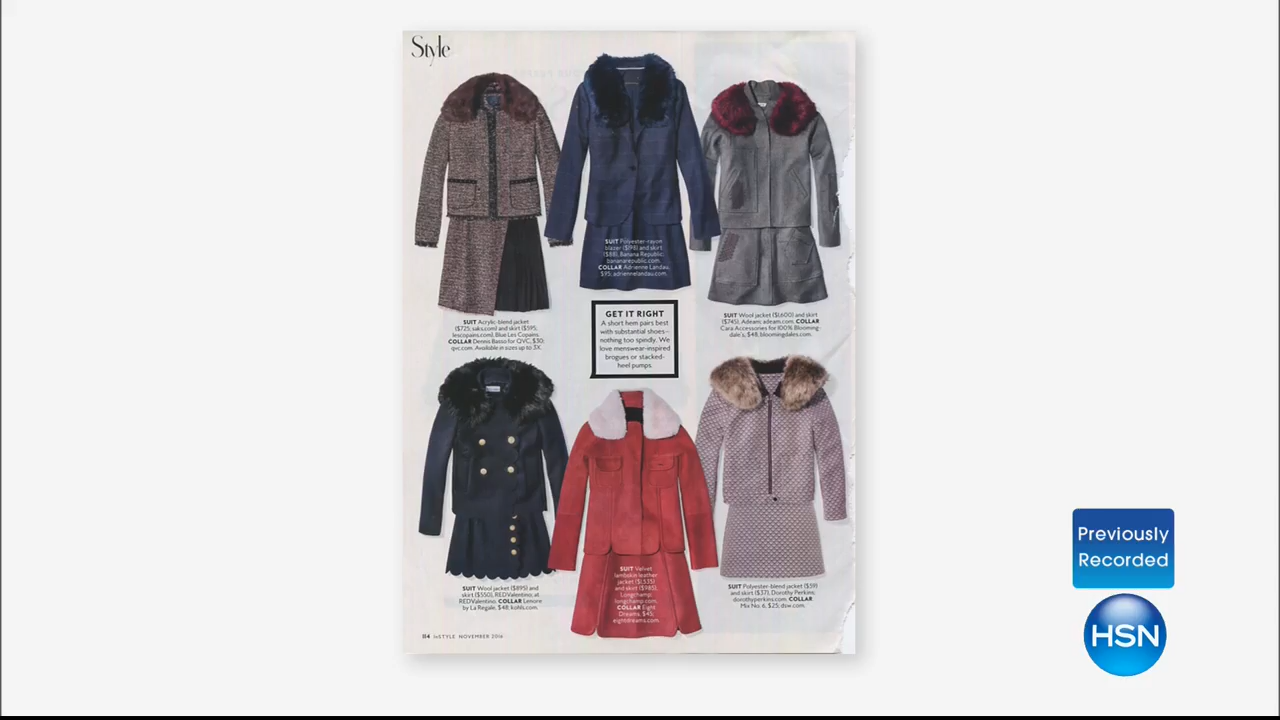 Style
SUIT Polyester-rayon
blazer ($198) and skirt
($88), Banana Republic;
bananarepublic.com.
COLLAR Adrienne Landau,
$95; adriennelandau.com.
SUIT Acrylic-blend jacket
($725; saks.com) and skirt ($595;
lescopains.com), Blue Les Copains.
COLLAR Dennis Basso for QVC, $30;
qvc.com. Available in sizes up to 3X.
GET IT RIGHT
A short hem pairs best
with substantial shoes—
nothing too spindly. We
love menswear-inspired
brogues or stacked-
heel pumps.
SUIT Wool jacket ($1,600) and skirt
($745), Adeam; adeam.com. COLLAR
Cara Accessories for 100% Blooming-
dale's, $48; bloomingdales.com.
SUIT Wool jacket ($895) and
skirt ($550), REDValentino; at
REDValentino. COLLAR Lenore
by La Regale, $48; kohls.com.
SUIT Velvet
lambskin leather
jacket ($1,535)
and skirt ($985),
Longchamp;
longchamp.com.
COLLAR Eight
Dreams, $45;
eightdreams.com.
SUIT Polyester-blend jacket ($59)
and skirt ($37), Dorothy Perkins;
dorothyperkins.com. COLLAR
Mix No. 6, $25; dsw.com.
114 InSTYLE NOVEMBER 2016
Previously
Recorded
HSN